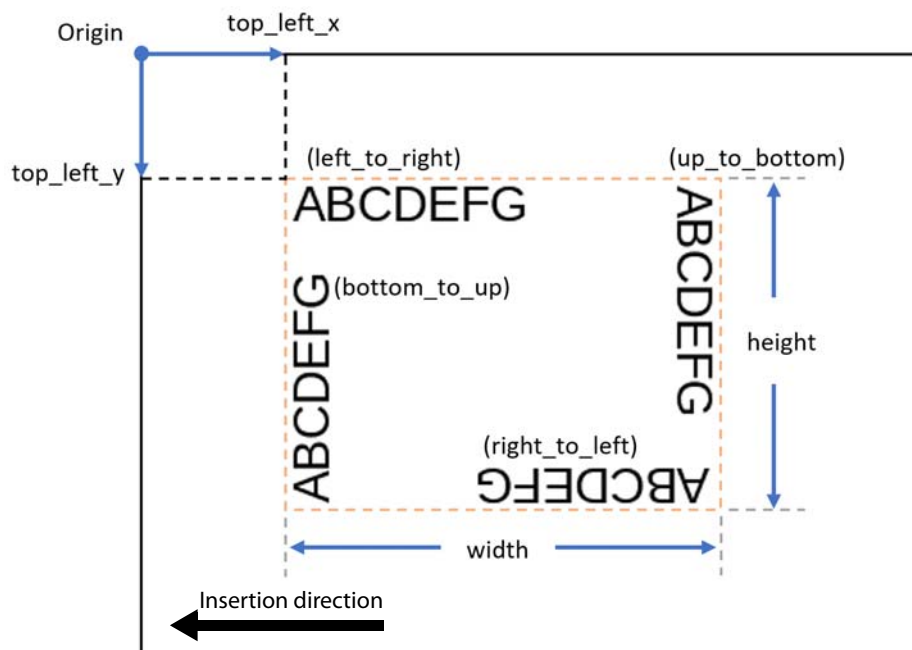 Origin
top_left_x
top_left_y
(left_to_right)
(up_to_bottom)
ABCDEFG
ABCDEFG
(bottom_to_up)
ABCDEFG
height
(right_to_left)
ABCDEFG
width
Insertion direction